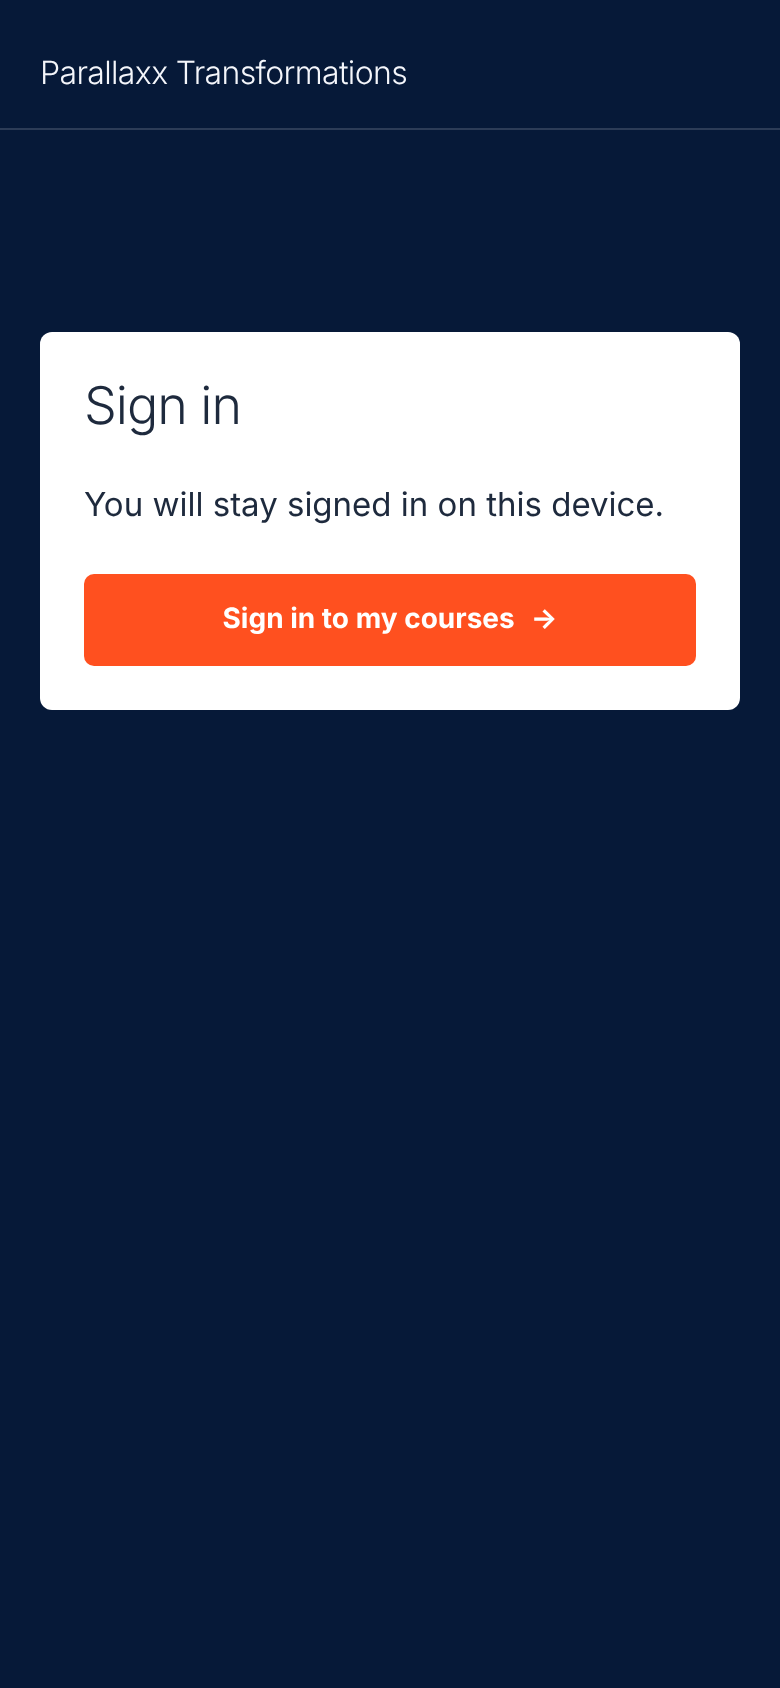 Parallaxx Transformations
Sign in
You will stay signed in on this device.
Sign in to my courses →